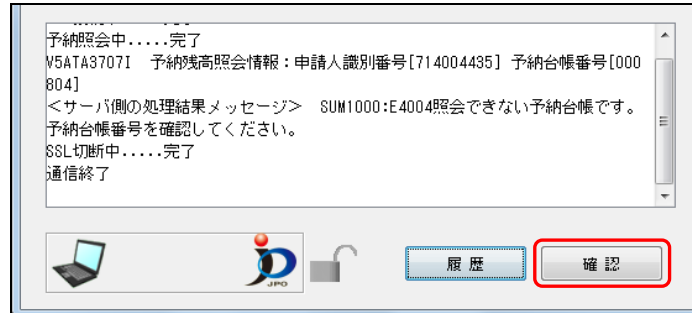 予納照会中.....完了
V5ATA3707I　予納残高照会情報：申請人識別番号[714004435]　予納台帳番号[000
804]
＜サーバ側の処理結果メッセージ＞　SUM1000:E4004照会できない予納台帳です。
予納台帳番号を確認してください。
SSL切断中.....完了
通信終了
JPO
履歴
確認